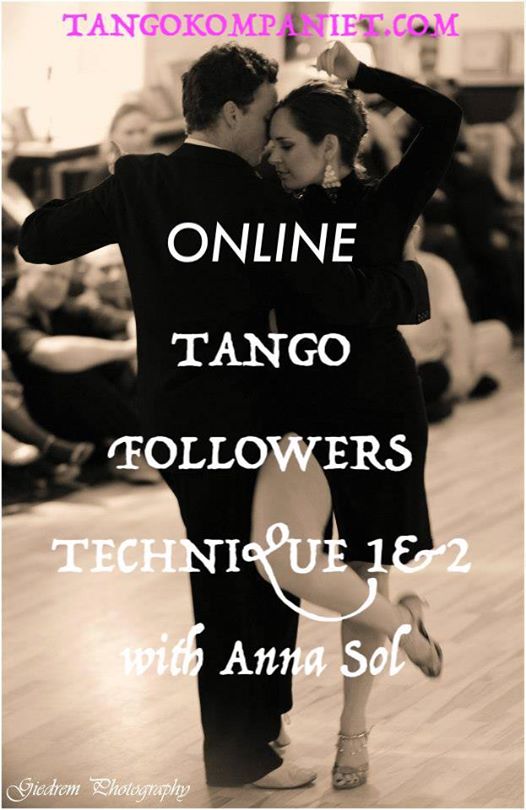 TANGOKOMPANIET.COM
ONLINE
TANGO
FOLLOWERS
TECHNIQUE 1&2
with Anna Sol
Giedrem Photography